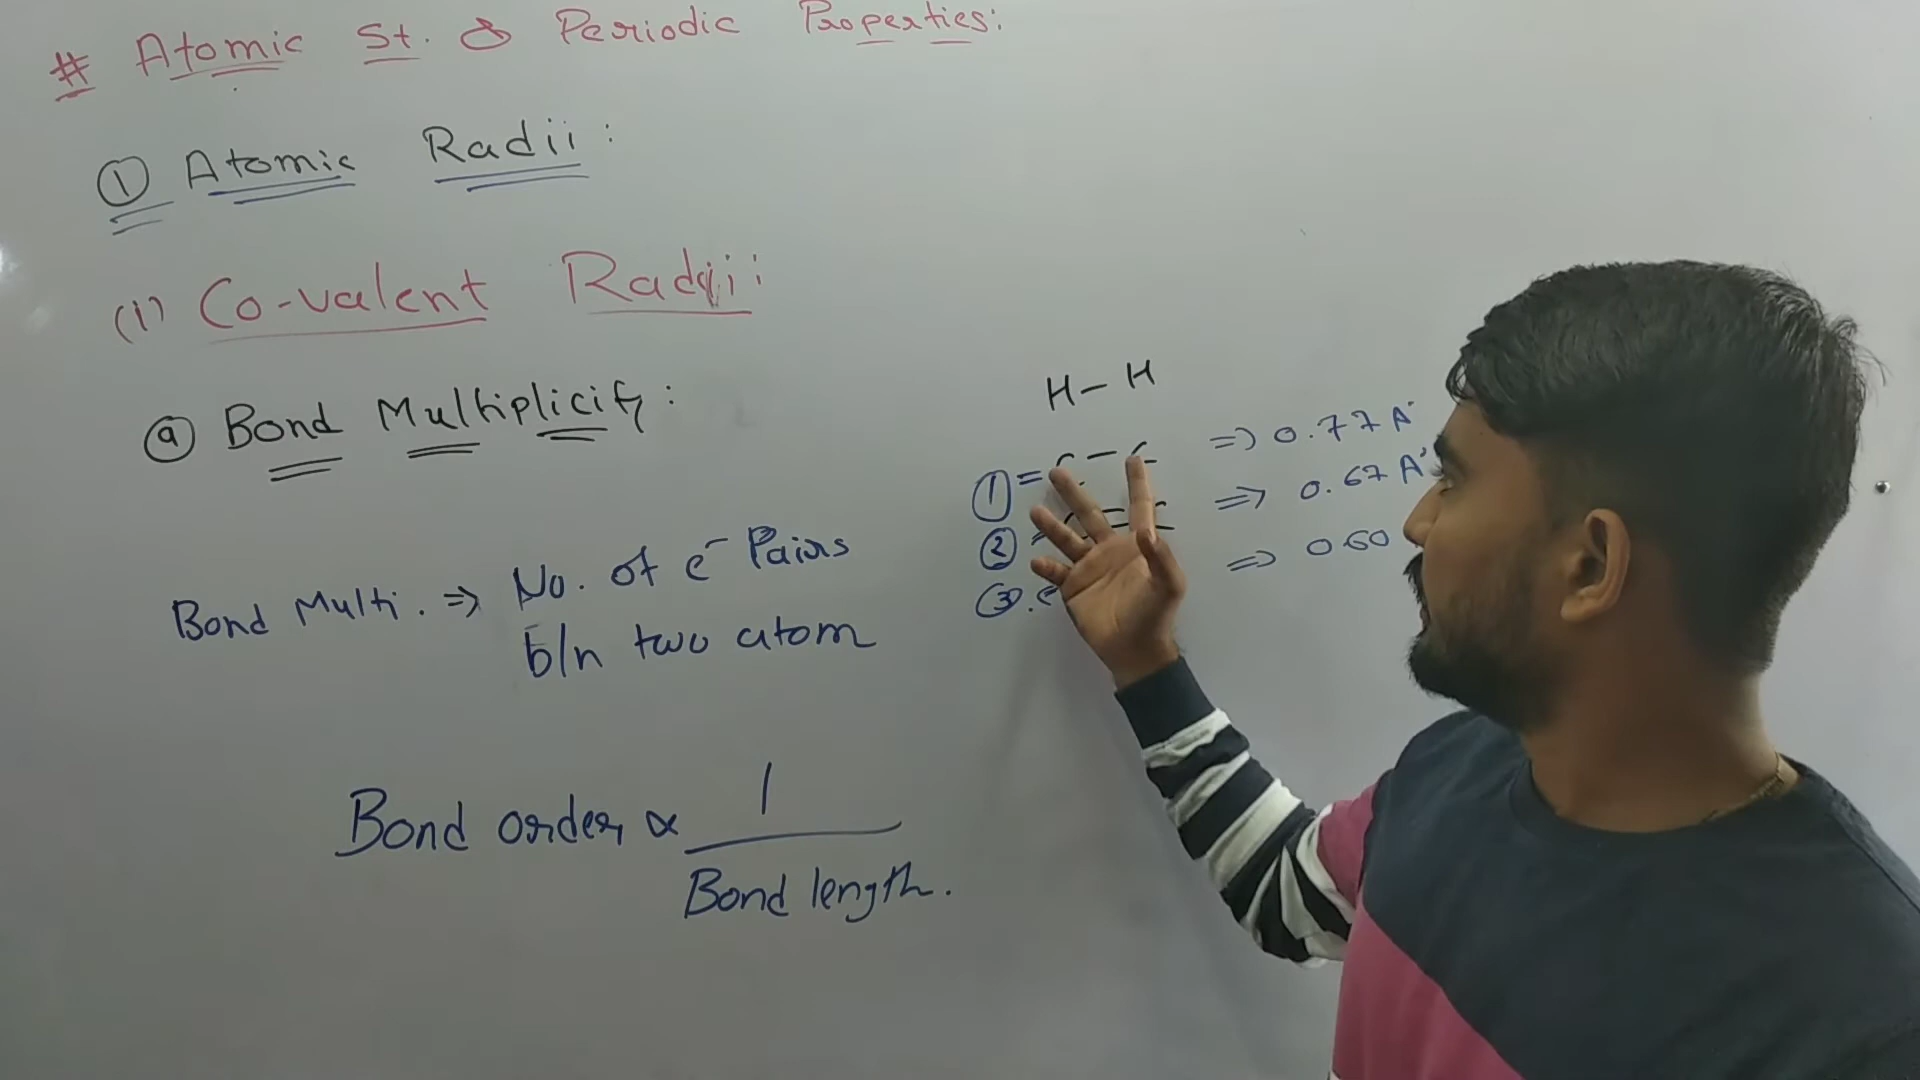 # Atomic St. & Periodic Properties:
① Atomic Radii:
(1) Co-valent Radii:
ⓐ Bond Multiplicity:
Bond Multi. => No. of e⁻ Pairs
b/n two atom
Bond order ∝ 1
Bond length.
H-H
① = C-C => 0.77 A°
② = => 0.67 A°
③. => 0.60